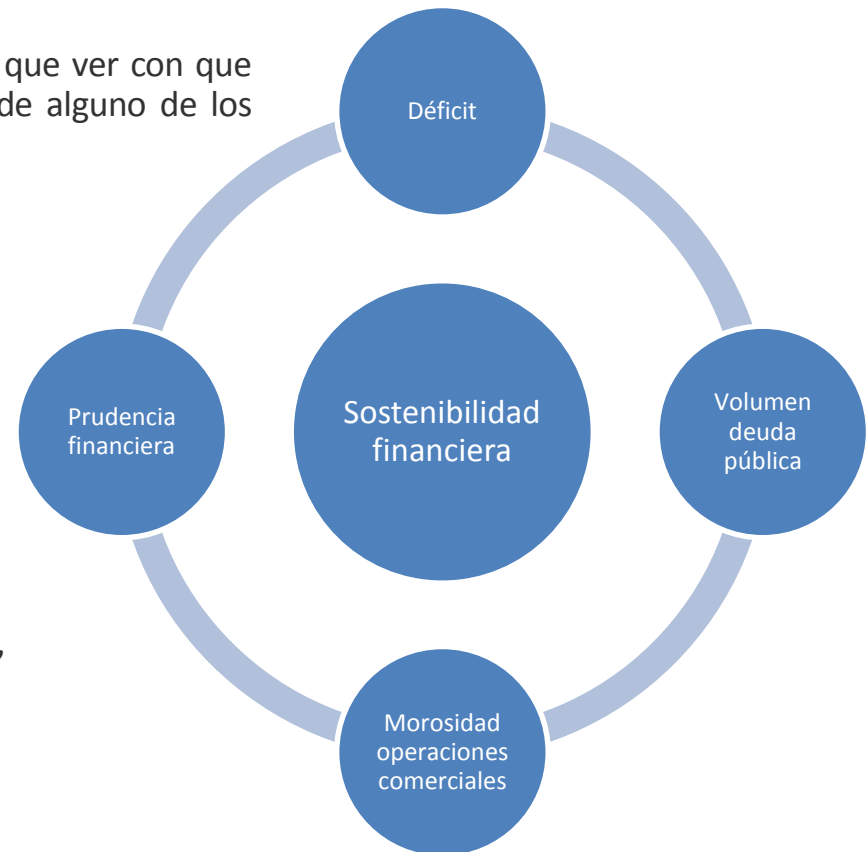 que ver con que
de alguno de los
Déficit
Prudencia
financiera
Sostenibilidad
financiera
Volumen
deuda
pública
,
Morosidad
operaciones
comerciales